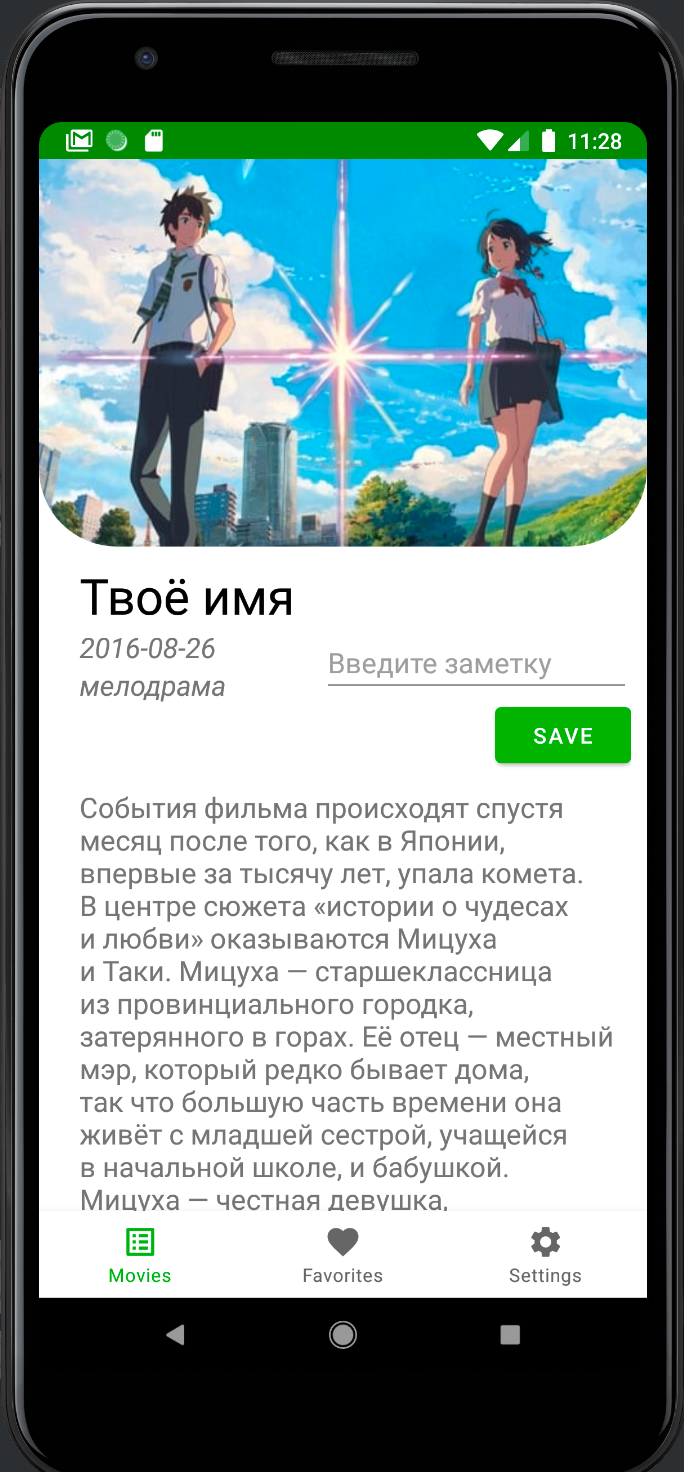 11:28
Твоё имя
2016-08-26
мелодрама
Введите заметку
SAVE
События фильма происходят спустя
месяц после того, как в Японии,
впервые за тысячу лет, упала комета.
В центре сюжета «истории о чудесах
и любви» оказываются Мицуха
и Таки. Мицуха — старшеклассница
из провинциального городка,
затерянного в горах. Её отец — местный
мэр, который редко бывает дома,
так что большую часть времени она
живёт с младшей сестрой, учащейся
в начальной школе, и бабушкой.
Мицуха — честная девушка,
Movies
Favorites
Settings